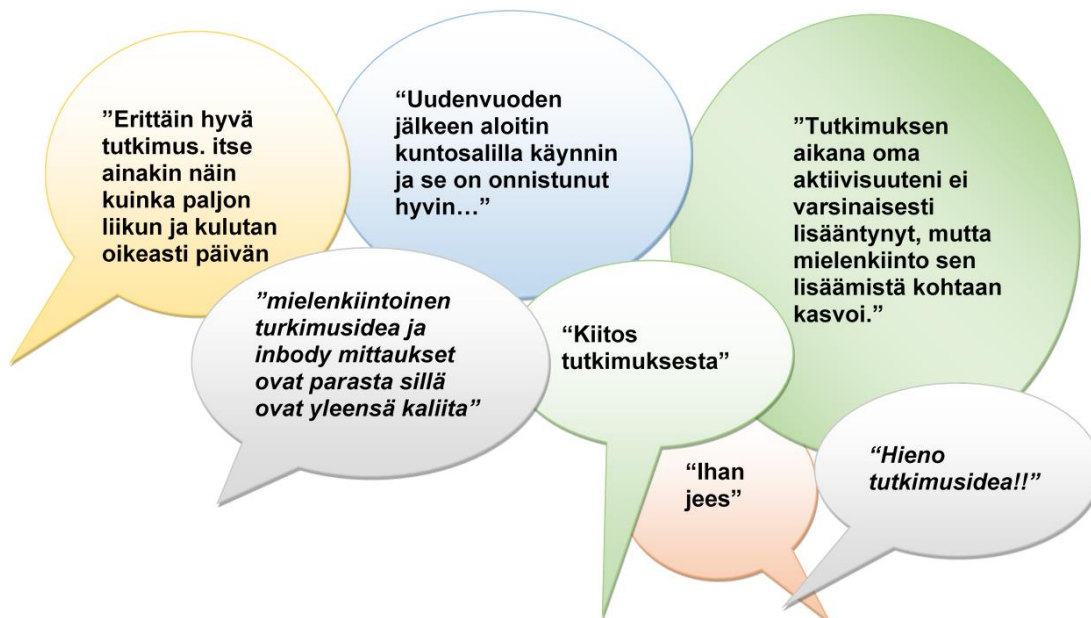 ”Erittäin hyvä
tutkimus. itse
ainakin näin
kuinka paljon
liikun ja kulutan
oikeasti päivän
“Uudenvuoden
jälkeen aloitin
kuntosalilla käynnin
ja se on onnistunut
hyvin…”
”Tutkimuksen
aikana oma
aktiivisuuteni ei
varsinaisesti
lisääntynyt, mutta
mielenkiinto sen
lisäämistä kohtaan
kasvoi.”
”mielenkiintoinen
turkimusidea ja
inbody mittaukset
ovat parasta sillä
ovat yleensä kaliita”
“Kiitos
tutkimuksesta”
“Ihan
jees”
“Hieno
tutkimusidea!!”